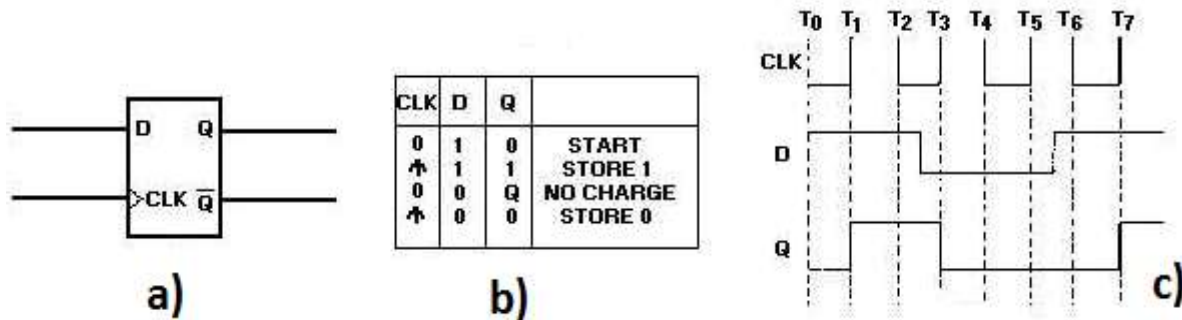 D Q
CLK Q̅
a)
CLK D Q
0 1 0 START
↑ 1 1 STORE 1
0 0 Q NO CHARGE
↑ 0 0 STORE 0
b)
T0 T1 T2 T3 T4 T5 T6 T7
CLK
D
Q
c)